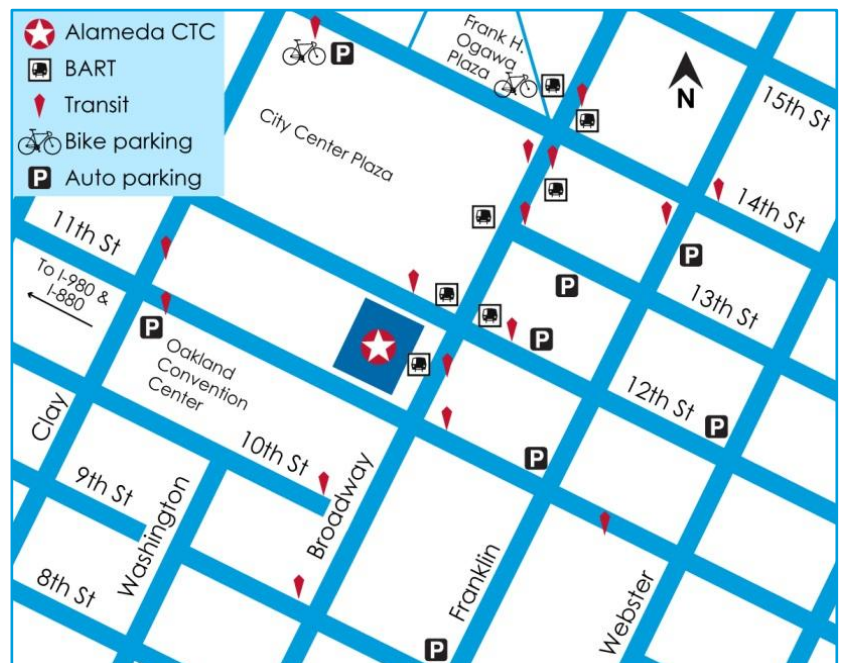 Alameda CTC
BART
Transit
Bike parking
P Auto parking
P
Frank H.
Ogawa
Plaza
N
15th St
City Center Plaza
14th St
11th St
P
P
13th St
To I-980 &
I-880
P
P
Oakland
Convention
Center
12th St
P
Clay
10th St
P
9th St
Washington
Broadway
Franklin
Webster
8th St
P